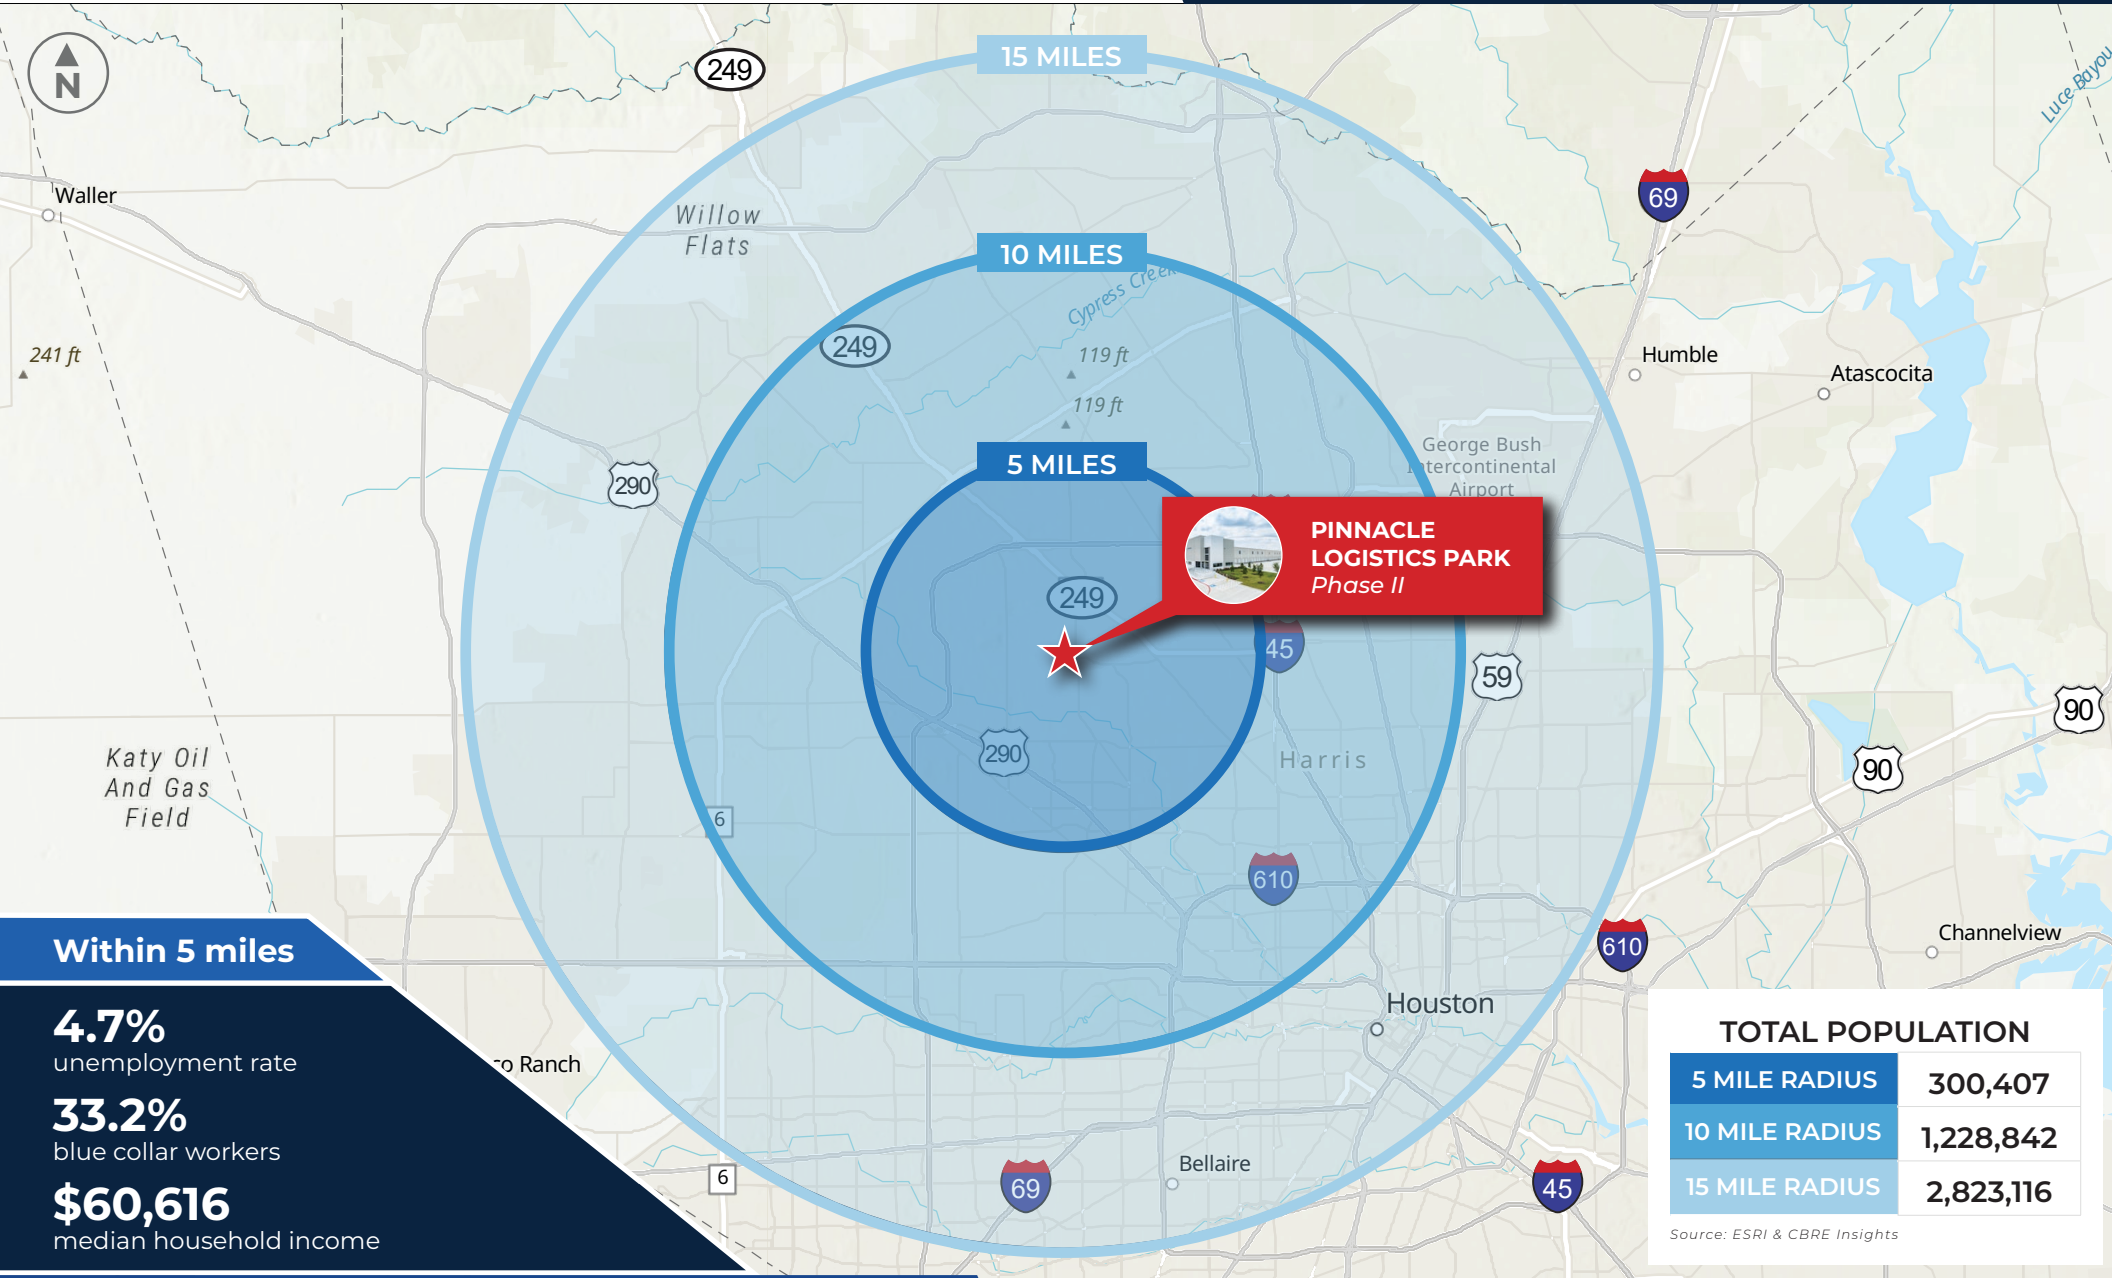 N
249
15 MILES
Luce Bayou
69
Waller
Willow
Flats
10 MILES
Cypress Creek
249
241 ft
119 ft
Humble
Atascocita
119 ft
George Bush
Intercontinental
Airport
5 MILES
290
PINNACLE
LOGISTICS PARK
Phase II
249
45
59
90
290
Harris
Katy Oil
And Gas
Field
90
6
610
610
Channelview
Houston
co Ranch
6
69
Bellaire
45
Within 5 miles
4.7%
unemployment rate
33.2%
blue collar workers
$60,616
median household income
TOTAL POPULATION
5 MILE RADIUS 300,407
10 MILE RADIUS 1,228,842
15 MILE RADIUS 2,823,116
Source: ESRI & CBRE Insights